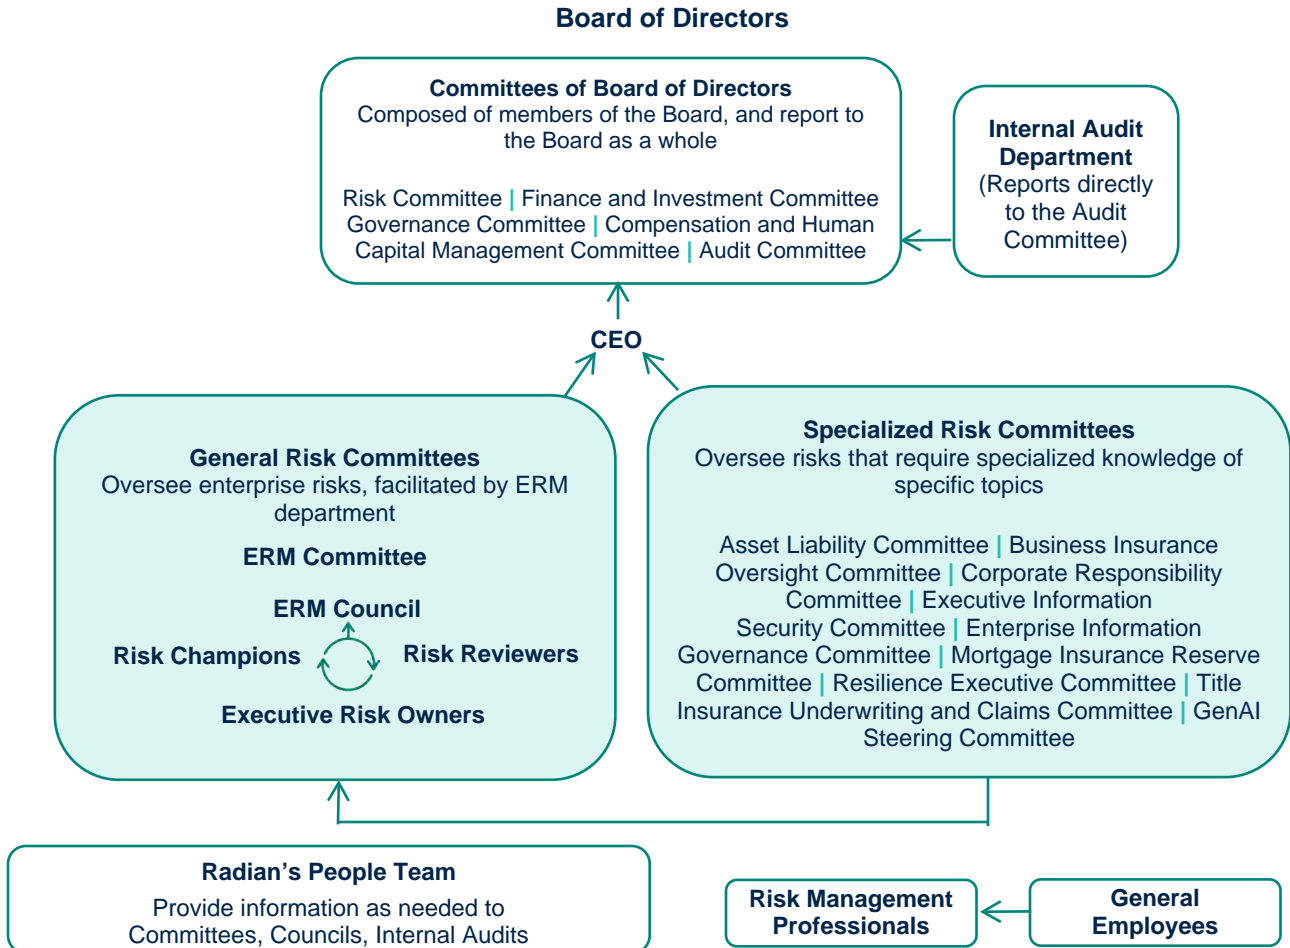 Board of Directors
Committees of Board of Directors
Composed of members of the Board, and report to
the Board as a whole
Risk Committee | Finance and Investment Committee
Governance Committee | Compensation and Human
Capital Management Committee | Audit Committee
Internal Audit
Department
(Reports directly
to the Audit
Committee)
CEO
General Risk Committees
Oversee enterprise risks, facilitated by ERM
department
ERM Committee
ERM Council
Risk Champions
Risk Reviewers
Executive Risk Owners
Specialized Risk Committees
Oversee risks that require specialized knowledge of
specific topics
Asset Liability Committee | Business Insurance
Oversight Committee | Corporate Responsibility
Committee | Executive Information
Security Committee | Enterprise Information
Governance Committee | Mortgage Insurance Reserve
Committee | Resilience Executive Committee | Title
Insurance Underwriting and Claims Committee | GenAI
Steering Committee
Radian’s People Team
Provide information as needed to
Committees, Councils, Internal Audits
Risk Management
Professionals
General
Employees